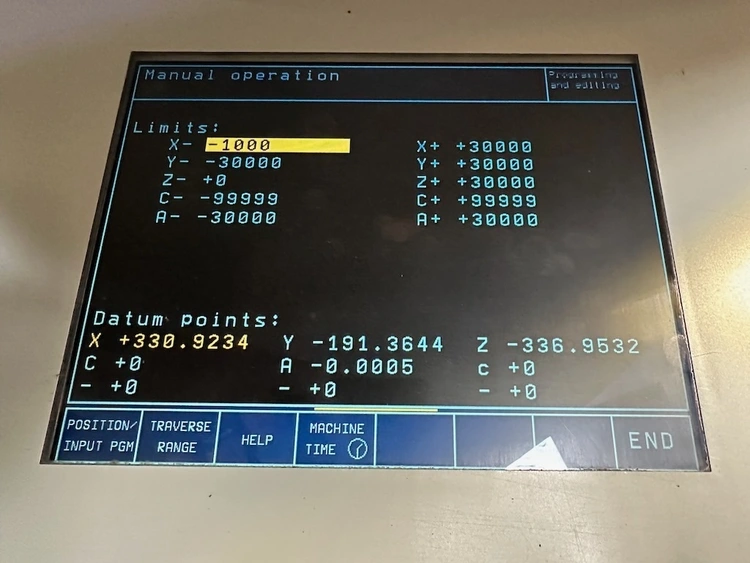 Manual operation
Programming
and editing
Limits:
X- -1000 X+ +30000
Y- -30000 Y+ +30000
Z- +0 Z+ +30000
C- -99999 C+ +99999
A- -30000 A+ +30000
Datum points:
X +330.9234 Y -191.3644 Z -336.9532
C +0 A -0.0005 c +0
- +0 - +0 - +0
POSITION/
INPUT PGM
TRAVERSE
RANGE
HELP
MACHINE
TIME
END